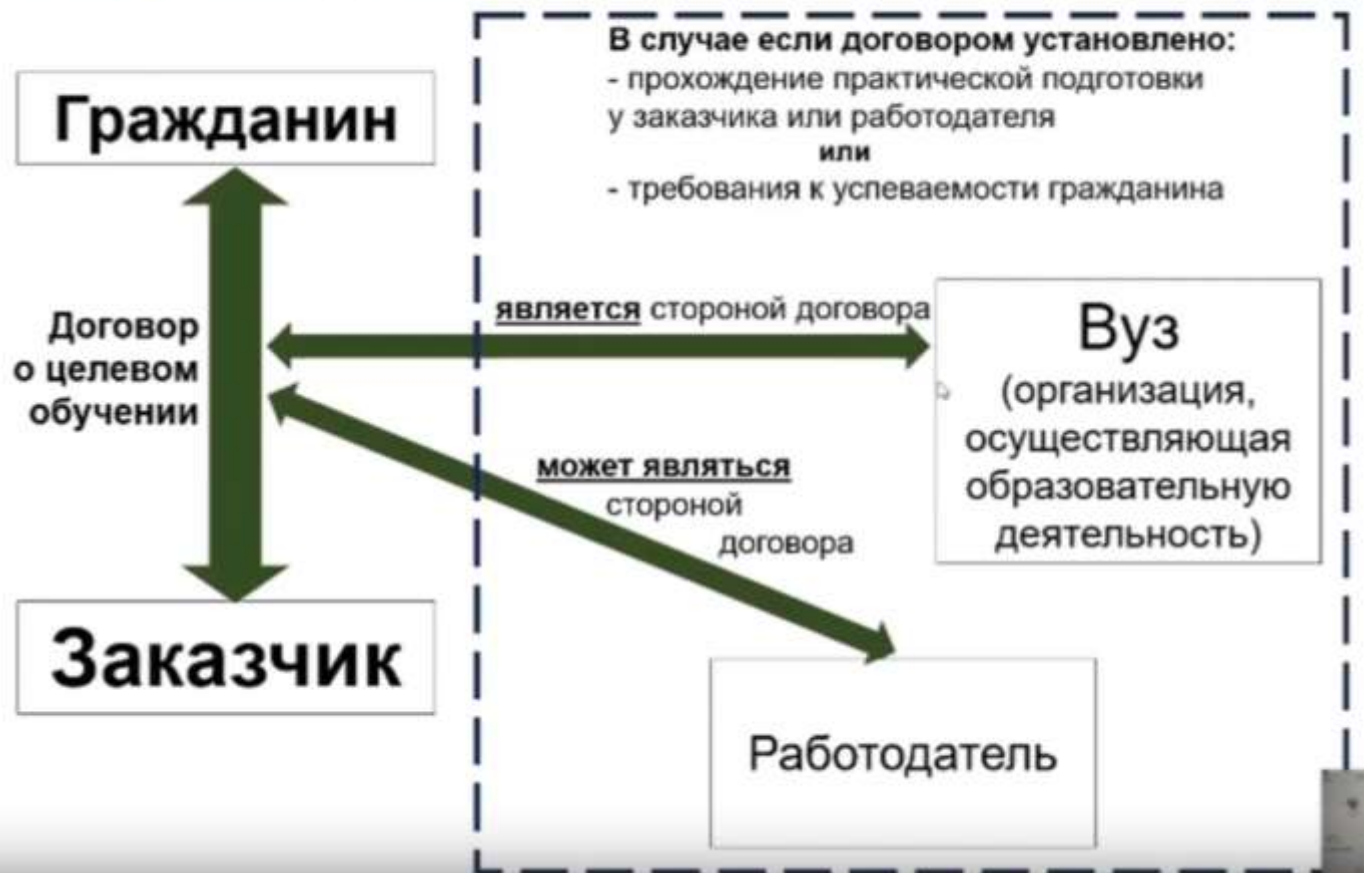 Гражданин
Договор
о целевом
обучении
Заказчик
В случае если договором установлено:
- прохождение практической подготовки
у заказчика или работодателя
или
- требования к успеваемости гражданина
является стороной договора
Вуз
(организация,
осуществляющая
образовательную
деятельность)
может являться
стороной
договора
Работодатель